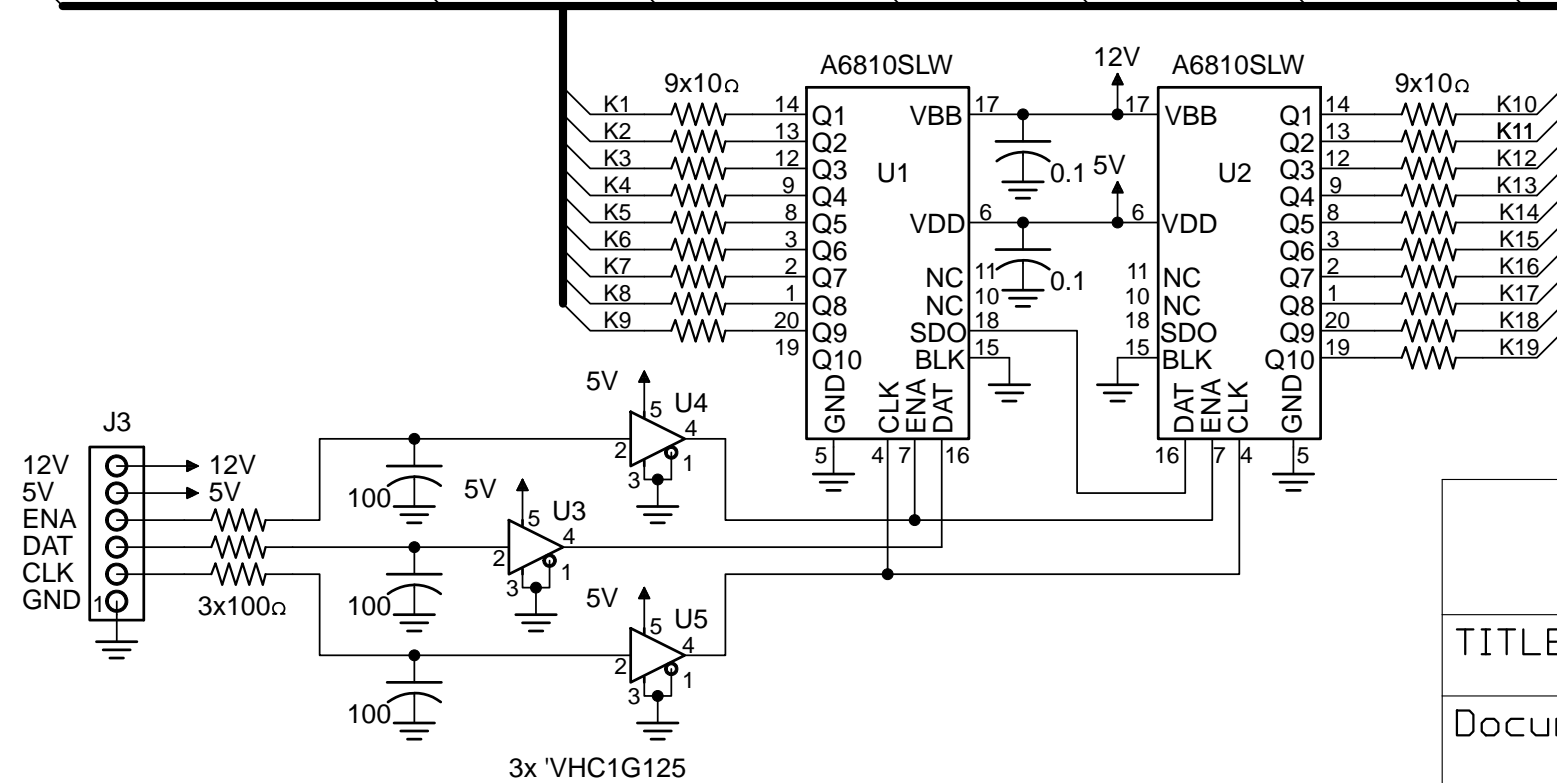 A6810SLW
12V
A6810SLW
9x10Ω
9x10Ω
K1
K2
K3
K4
K5
K6
K7
K8
K9
14
13
12
9
8
3
2
1
20
19
Q1
Q2
Q3
Q4
Q5
Q6
Q7
Q8
Q9
Q10
U1
VBB
VDD
NC
NC
SDO
BLK
17
6
11
10
18
15
GND
CLK
ENA
DAT
5
4
7
16
0.1
5V
0.1
17
6
11
10
18
15
VBB
VDD
NC
NC
SDO
BLK
U2
Q1
Q2
Q3
Q4
Q5
Q6
Q7
Q8
Q9
Q10
14
13
12
9
8
3
2
1
20
19
DAT
ENA
CLK
GND
16
7
4
5
K10
K11
K12
K13
K14
K15
K16
K17
K18
K19
J3
12V
5V
ENA
DAT
CLK
GND
1
12V
5V
3x100Ω
100
100
100
5V
U4
5
4
2
3
1
5V
U3
5
4
2
3
1
5V
U5
5
4
2
3
1
3x 'VHC1G125
TITLE
Docum